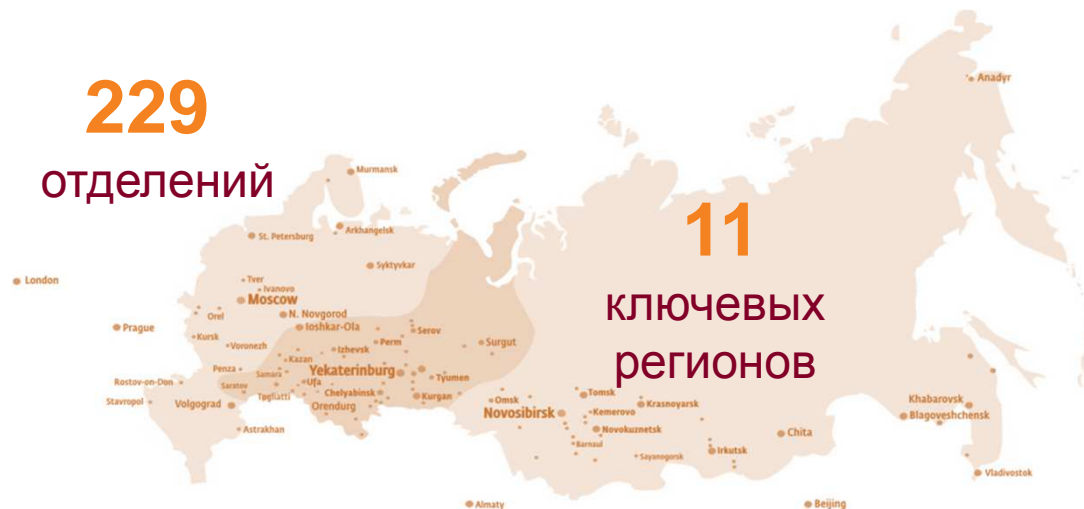 229
отделений
11
ключевых
регионов
Anadyr
Murmansk
Arkhangelsk
St. Petersburg
Syktyvkar
London
Tver
Ivanovo
Moscow
Orel
N. Novgorod
Prague
Ioshkar-Ola
Serov
Kursk
Voronezh
Perm
Surgut
Izhevsk
Kazan
Penza
Samara
Yekaterinburg
Tyumen
Rostov-on-Don
Saratov
Ufa
Stavropol
Volgograd
Togliatti
Chelyabinsk
Kurgan
Orendurg
Omsk
Tomsk
Krasnoyarsk
Khabarovsk
Novosibirsk
Kemerovo
Blagoveshchensk
Astrakhan
Novokuznetsk
Chita
Barnaul
Sayanogorsk
Irkutsk
Vladivostok
Almaty
Beijing